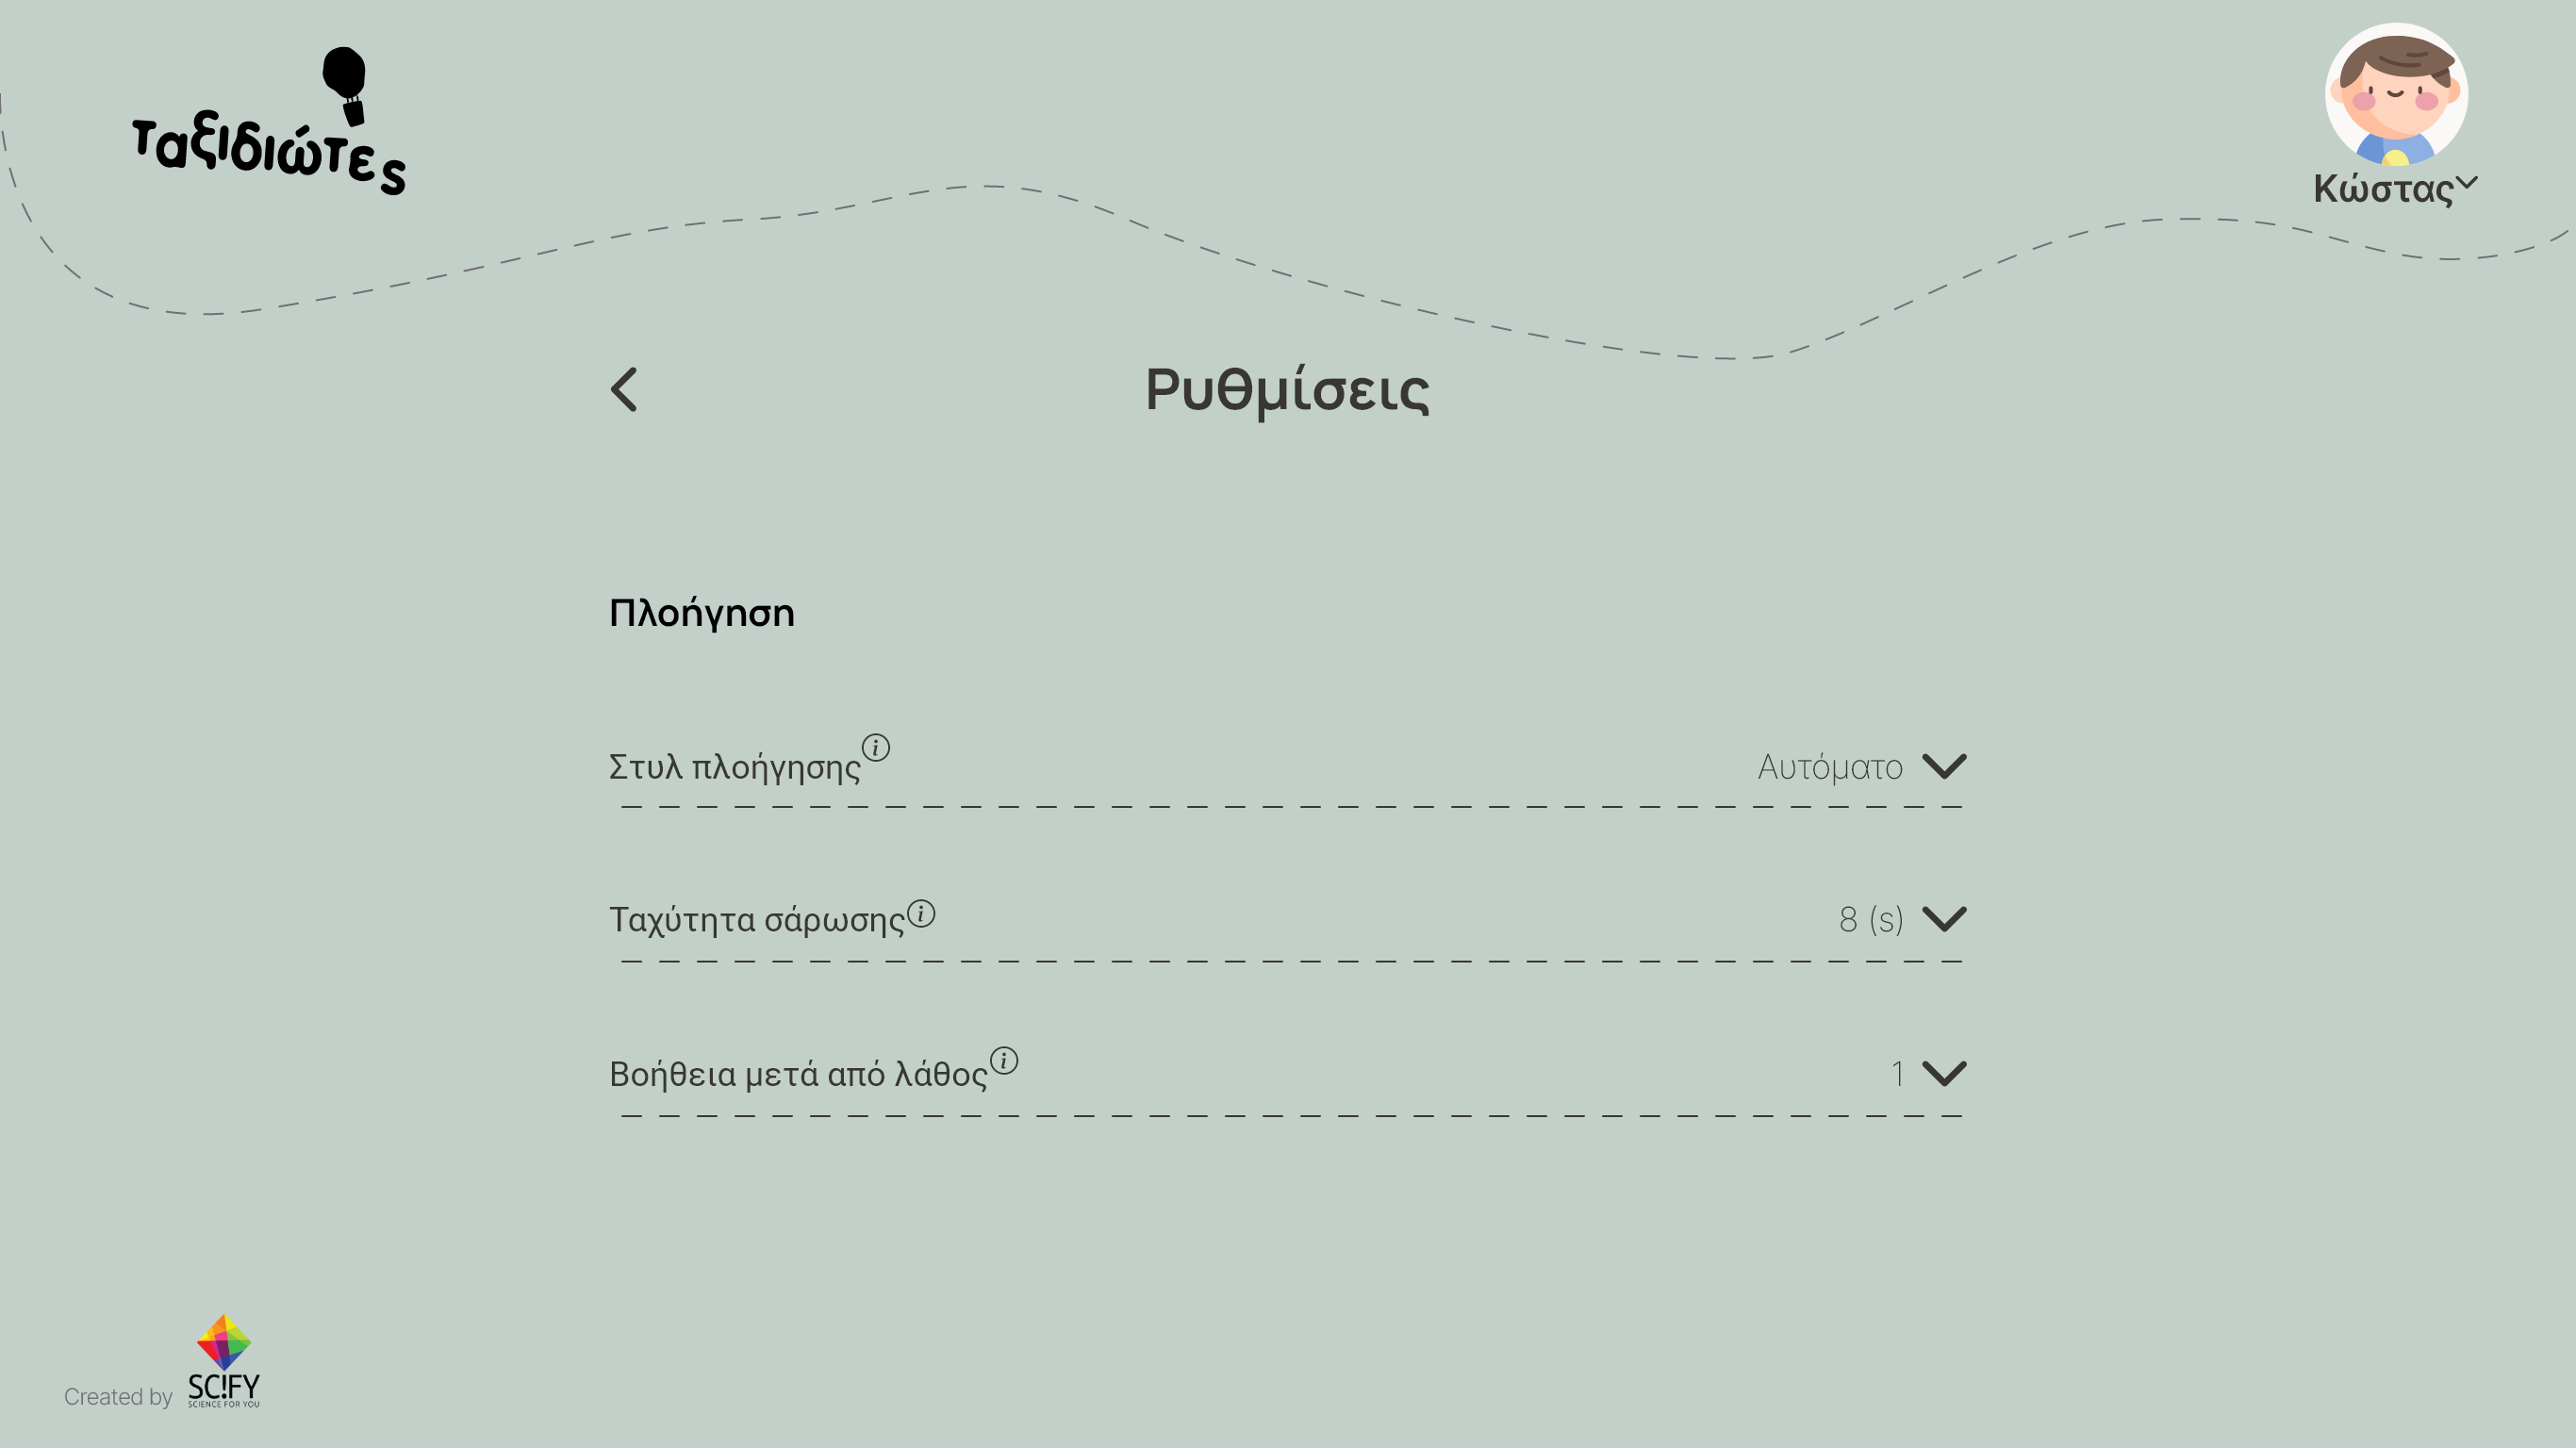 ταξιδιώτες
Κώστας
Ρυθμίσεις
Πλοήγηση
Στυλ πλοήγησης
Αυτόματο
Ταχύτητα σάρωσης
8 (s)
Βοήθεια μετά από λάθος
1
Created by
SC!FY
SCIENCE FOR YOU